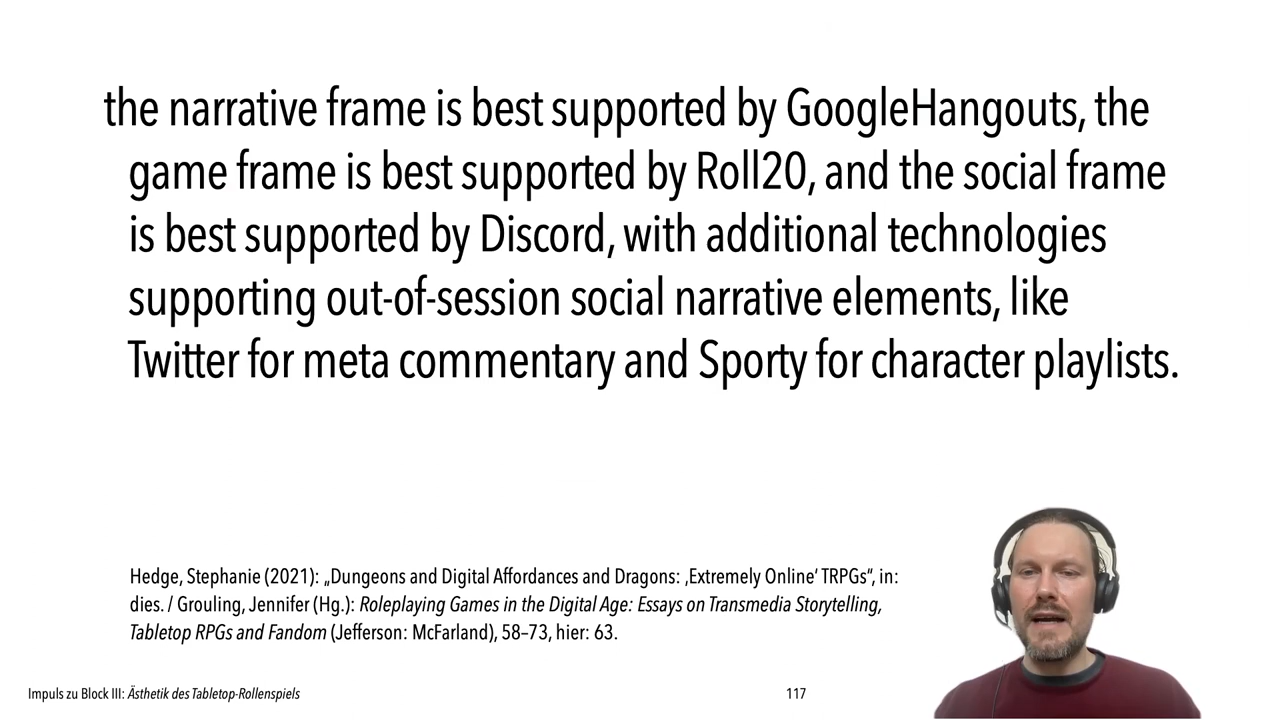 the narrative frame is best supported by GoogleHangouts, the
game frame is best supported by Roll20, and the social frame
is best supported by Discord, with additional technologies
supporting out-of-session social narrative elements, like
Twitter for meta commentary and Sporty for character playlists.
Hedge, Stephanie (2021): „Dungeons and Digital Affordances and Dragons: ‚Extremely Online‘ TRPGs“, in:
dies. / Grouling, Jennifer (Hg.): Roleplaying Games in the Digital Age: Essays on Transmedia Storytelling,
Tabletop RPGs and Fandom (Jefferson: McFarland), 58–73, hier: 63.
Impuls zu Block III: Ästhetik des Tabletop-Rollenspiels
117